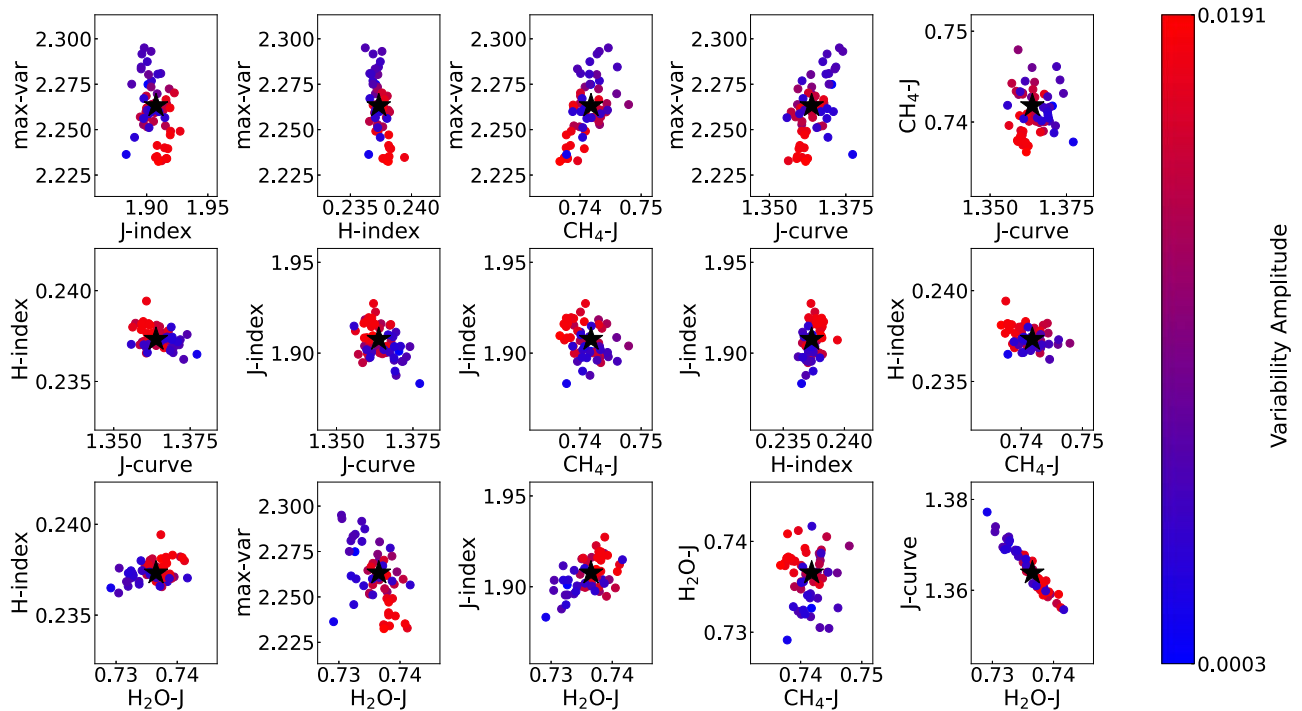 max-var
2.300
2.275
2.250
2.225
1.90
1.95
J-index
max-var
2.300
2.275
2.250
2.225
0.235
0.240
H-index
max-var
2.300
2.275
2.250
2.225
0.74
0.75
CH₄-J
max-var
2.300
2.275
2.250
2.225
1.350
1.375
J-curve
CH₄-J
0.75
0.74
1.350
1.375
J-curve
H-index
0.240
0.235
1.350
1.375
J-curve
J-index
1.95
1.90
1.350
1.375
J-curve
J-index
1.95
1.90
0.74
0.75
CH₄-J
J-index
1.95
1.90
0.235
0.240
H-index
H-index
0.240
0.235
0.74
0.75
CH₄-J
H-index
0.240
0.235
0.73
0.74
H₂O-J
max-var
2.300
2.275
2.250
2.225
0.73
0.74
H₂O-J
J-index
1.95
1.90
0.73
0.74
H₂O-J
H₂O-J
0.74
0.73
0.74
0.75
CH₄-J
J-curve
1.38
1.36
0.73
0.74
H₂O-J
0.0191
0.0003
Variability Amplitude